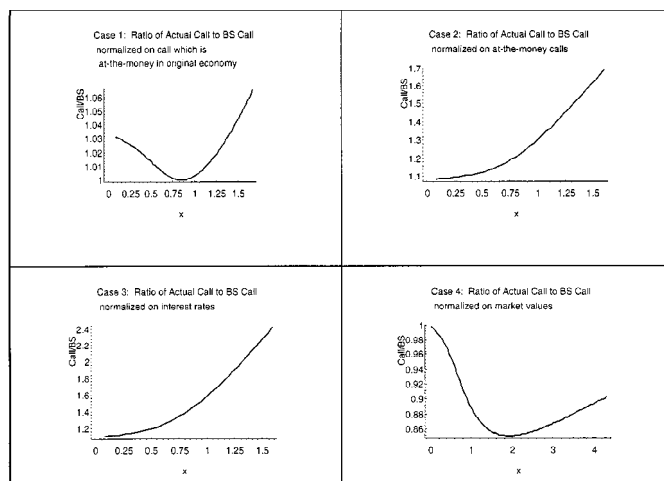 Case 1: Ratio of Actual Call to BS Call
normalized on call which is
at-the-money in original economy
Call/BS
1.06
1.05
1.04
1.03
1.02
1.01
1
0 0.25 0.5 0.75 1 1.25 1.5
x
Case 2: Ratio of Actual Call to BS Call
normalized on at-the-money calls
Call/BS
1.7
1.6
1.5
1.4
1.3
1.2
1.1
0 0.25 0.5 0.75 1 1.25 1.5
x
Case 3: Ratio of Actual Call to BS Call
normalized on interest rates
Call/BS
2.4
2.2
2
1.8
1.6
1.4
1.2
0 0.25 0.5 0.75 1 1.25 1.5
x
Case 4: Ratio of Actual Call to BS Call
normalized on market values
Call/BS
1
0.98
0.96
0.94
0.92
0.9
0.88
0.86
0 1 2 3 4
x